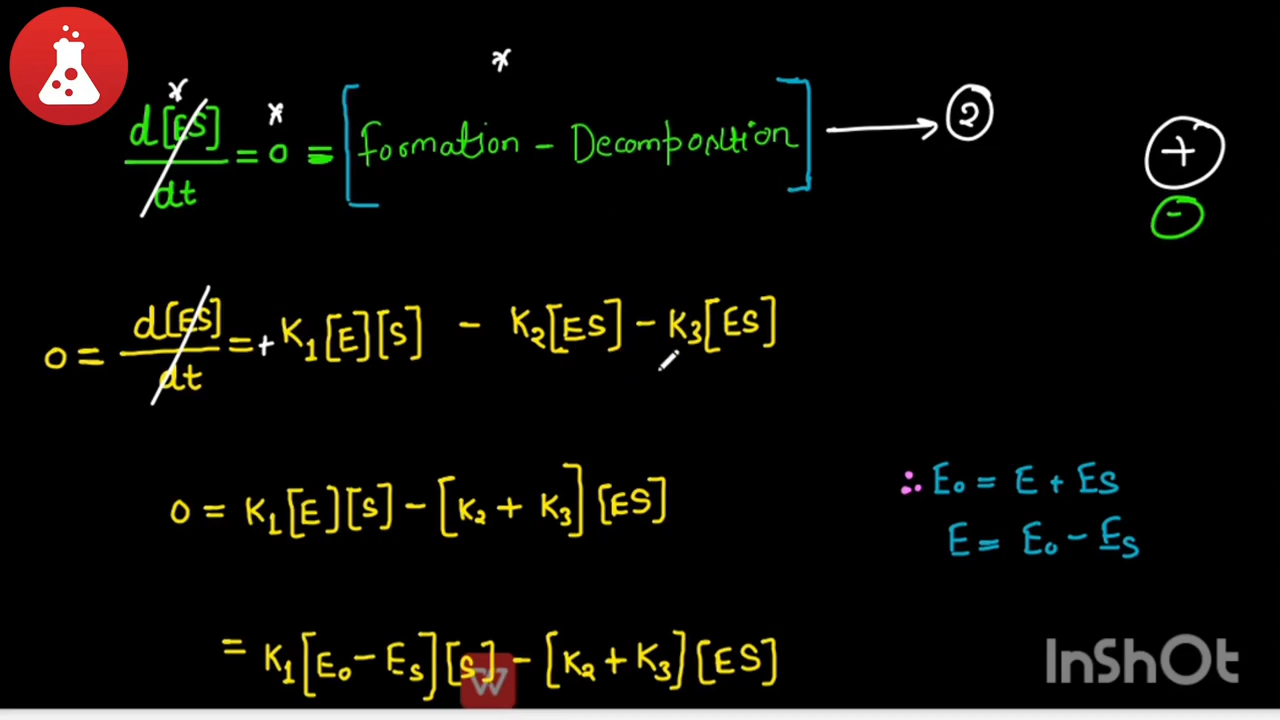 d[ES]/dt = 0 = [Formation - Decomposition] → ②
+
-
0 = d[ES]/dt = + K₁[E][S] - K₂[ES] - K₃[ES]
0 = K₁[E][S] - [K₂ + K₃][ES]
∴ E₀ = E + ES
E = E₀ - Es
= K₁[E₀ - Es][S] - [K₂ + K₃][ES]
W
InShOt